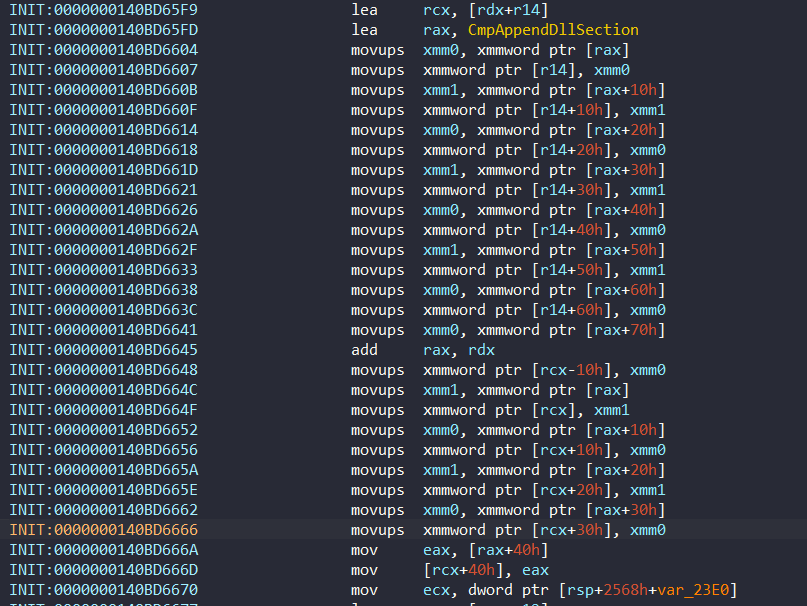 INIT:0000000140BD65F9 lea rcx, [rdx+r14]
INIT:0000000140BD65FD lea rax, CmpAppendDllSection
INIT:0000000140BD6604 movups xmm0, xmmword ptr [rax]
INIT:0000000140BD6607 movups xmmword ptr [r14], xmm0
INIT:0000000140BD660B movups xmm1, xmmword ptr [rax+10h]
INIT:0000000140BD660F movups xmmword ptr [r14+10h], xmm1
INIT:0000000140BD6614 movups xmm0, xmmword ptr [rax+20h]
INIT:0000000140BD6618 movups xmmword ptr [r14+20h], xmm0
INIT:0000000140BD661D movups xmm1, xmmword ptr [rax+30h]
INIT:0000000140BD6621 movups xmmword ptr [r14+30h], xmm1
INIT:0000000140BD6626 movups xmm0, xmmword ptr [rax+40h]
INIT:0000000140BD662A movups xmmword ptr [r14+40h], xmm0
INIT:0000000140BD662F movups xmm1, xmmword ptr [rax+50h]
INIT:0000000140BD6633 movups xmmword ptr [r14+50h], xmm1
INIT:0000000140BD6638 movups xmm0, xmmword ptr [rax+60h]
INIT:0000000140BD663C movups xmmword ptr [r14+60h], xmm0
INIT:0000000140BD6641 movups xmm0, xmmword ptr [rax+70h]
INIT:0000000140BD6645 add rax, rdx
INIT:0000000140BD6648 movups xmmword ptr [rcx-10h], xmm0
INIT:0000000140BD664C movups xmm1, xmmword ptr [rax]
INIT:0000000140BD664F movups xmmword ptr [rcx], xmm1
INIT:0000000140BD6652 movups xmm0, xmmword ptr [rax+10h]
INIT:0000000140BD6656 movups xmmword ptr [rcx+10h], xmm0
INIT:0000000140BD665A movups xmm1, xmmword ptr [rax+20h]
INIT:0000000140BD665E movups xmmword ptr [rcx+20h], xmm1
INIT:0000000140BD6662 movups xmm0, xmmword ptr [rax+30h]
INIT:0000000140BD6666 movups xmmword ptr [rcx+30h], xmm0
INIT:0000000140BD666A mov eax, [rax+40h]
INIT:0000000140BD666D mov [rcx+40h], eax
INIT:0000000140BD6670 mov ecx, dword ptr [rsp+2568h+var_23E0]